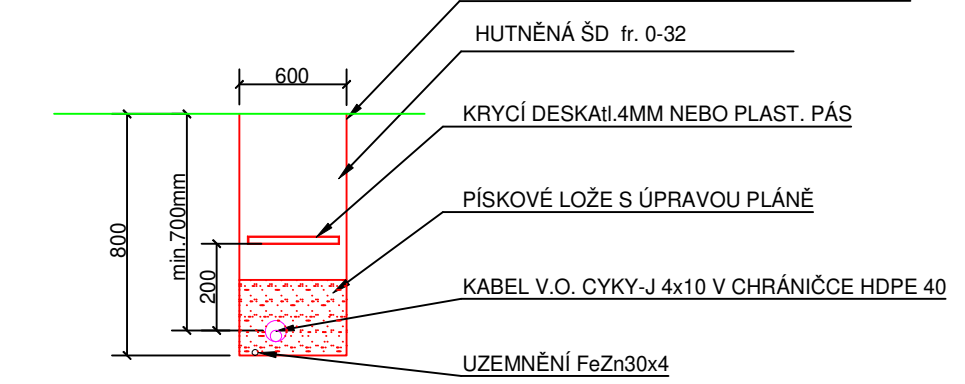 HUTNĚNÁ ŠD fr. 0-32
600
KRYCÍ DESKAtl.4MM NEBO PLAST. PÁS
PÍSKOVÉ LOŽE S ÚPRAVOU PLÁNĚ
800
min.700mm
200
KABEL V.O. CYKY-J 4x10 V CHRÁNIČCE HDPE 40
UZEMNĚNÍ FeZn30x4